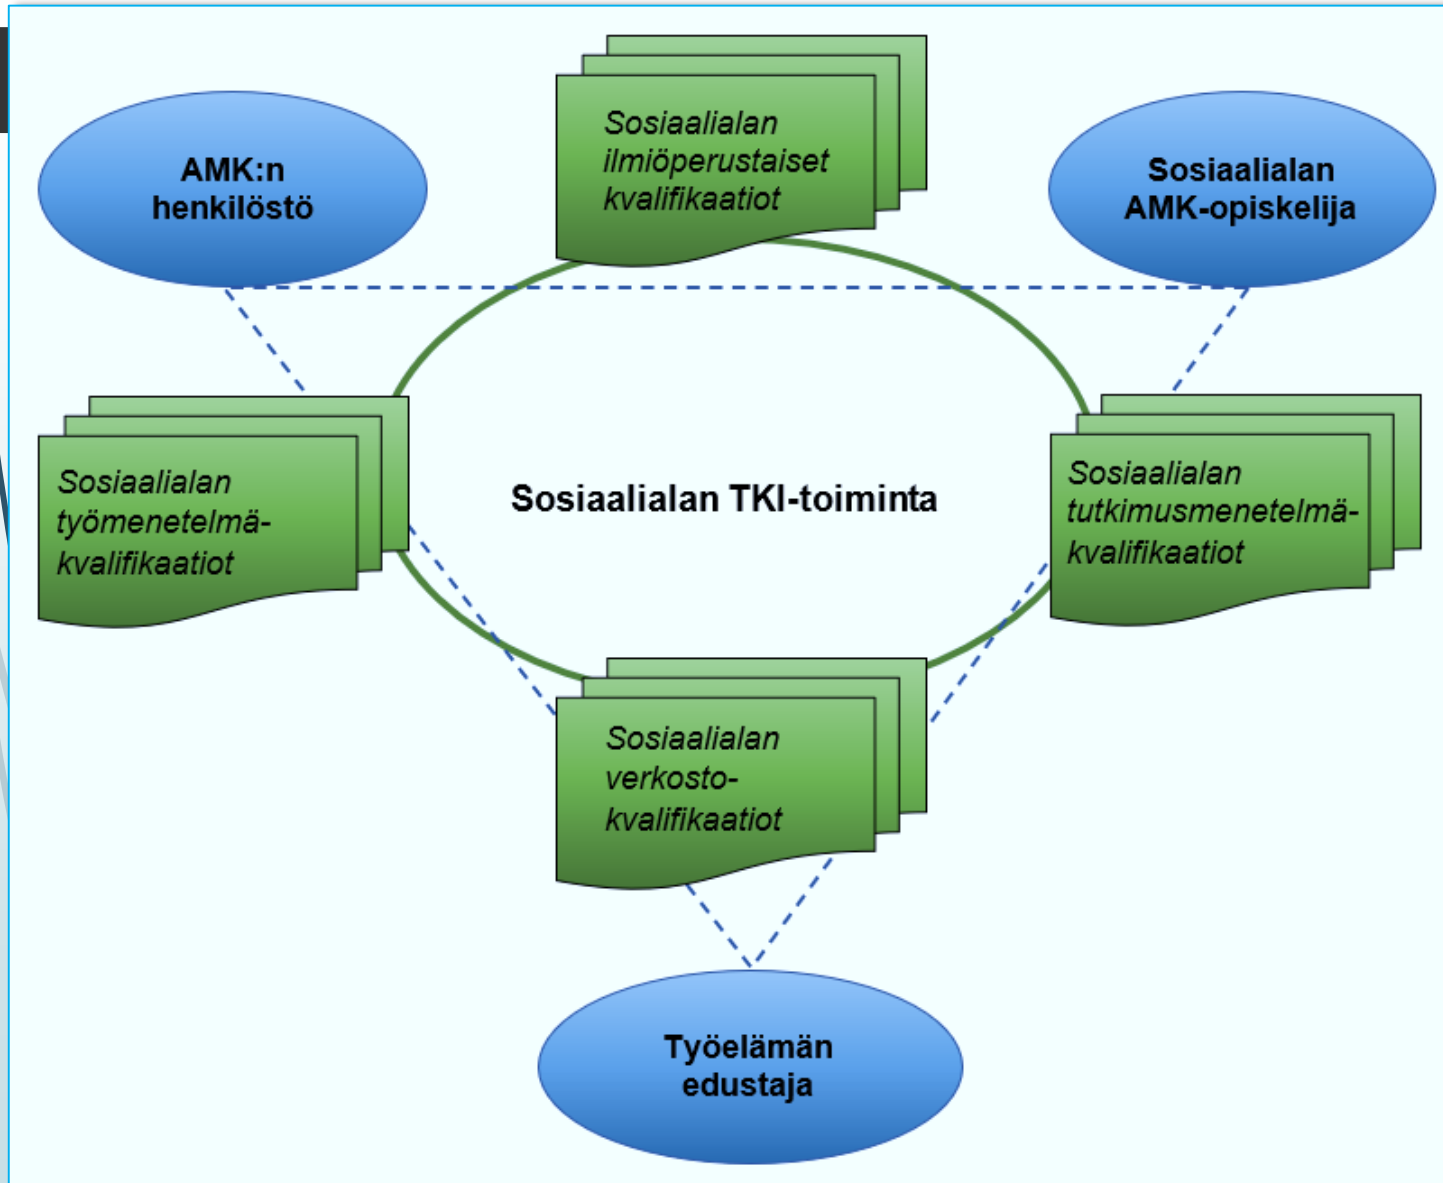 Sosiaalialan
ilmiöperustaiset
kvalifikaatiot
AMK:n
henkilöstö
Sosiaalialan
AMK-opiskelija
Sosiaalialan
työmenetelmä-
kvalifikaatiot
Sosiaalialan TKI-toiminta
Sosiaalialan
tutkimusmenetelmä-
kvalifikaatiot
Sosiaalialan
verkosto-
kvalifikaatiot
Työelämän
edustaja